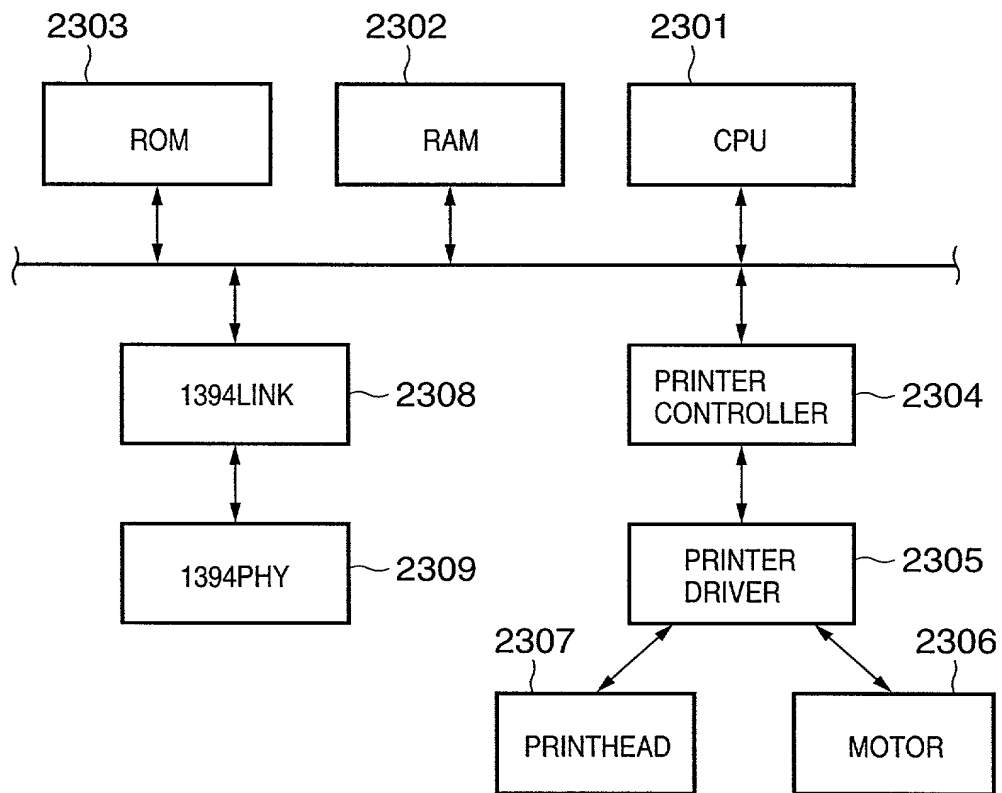 2303 2302 2301
ROM RAM CPU
1394LINK 2308
PRINTER
CONTROLLER 2304
1394PHY 2309
PRINTER
DRIVER 2305
2307 2306
PRINTHEAD MOTOR